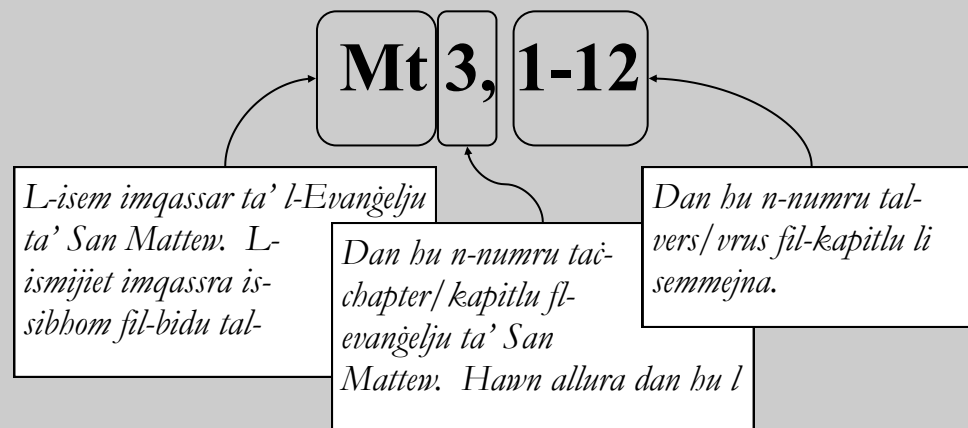 Mt 3, 1-12
L-isem imqassar ta’ l-Evanġelju
ta’ San Mattew. L-
ismijiet imqassra is-
sibhom fil-bidu tal-
Dan hu n-numru taċ-
chapter/kapitlu fl-
evanġelju ta’ San
Mattew. Hawn allura dan hu l
Dan hu n-numru tal-
vers/vrus fil-kapitlu li
semmejna.